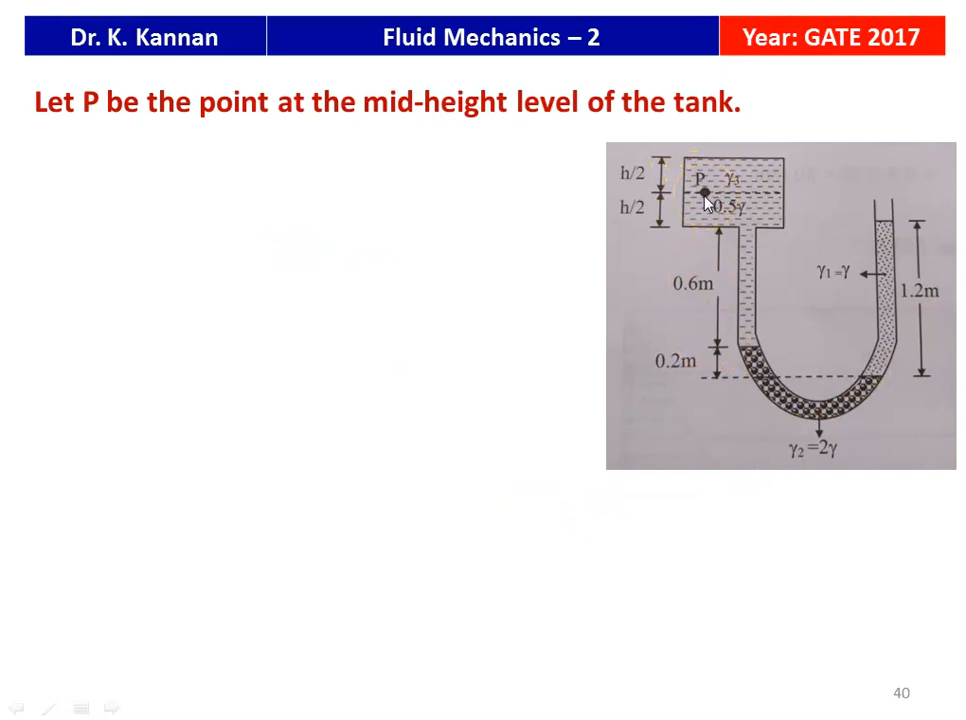 Dr. K. Kannan
Fluid Mechanics – 2
Year: GATE 2017
Let P be the point at the mid-height level of the tank.
h/2
P
γ3
h/2
0.5γ
0.6m
γ1 =γ
1.2m
0.2m
γ2 =2γ
40